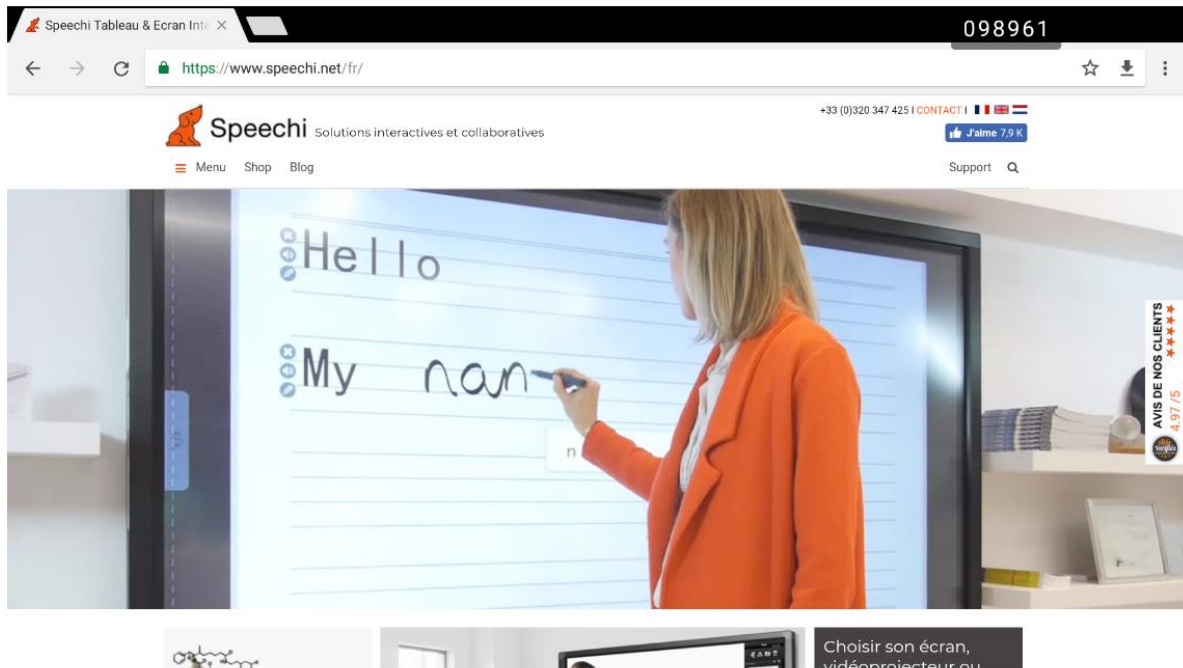 Speechi Tableau & Ecran Inte
098961
https://www.speechi.net/fr/
+33 (0)320 347 425 I CONTACT I
Speechi Solutions interactives et collaboratives
J'aime 7,9 K
Menu Shop Blog
Support
Hello
My nan
n
AVIS DE NOS CLIENTS
4.97 /5
Choisir son écran,
vidéoprojecteur ou